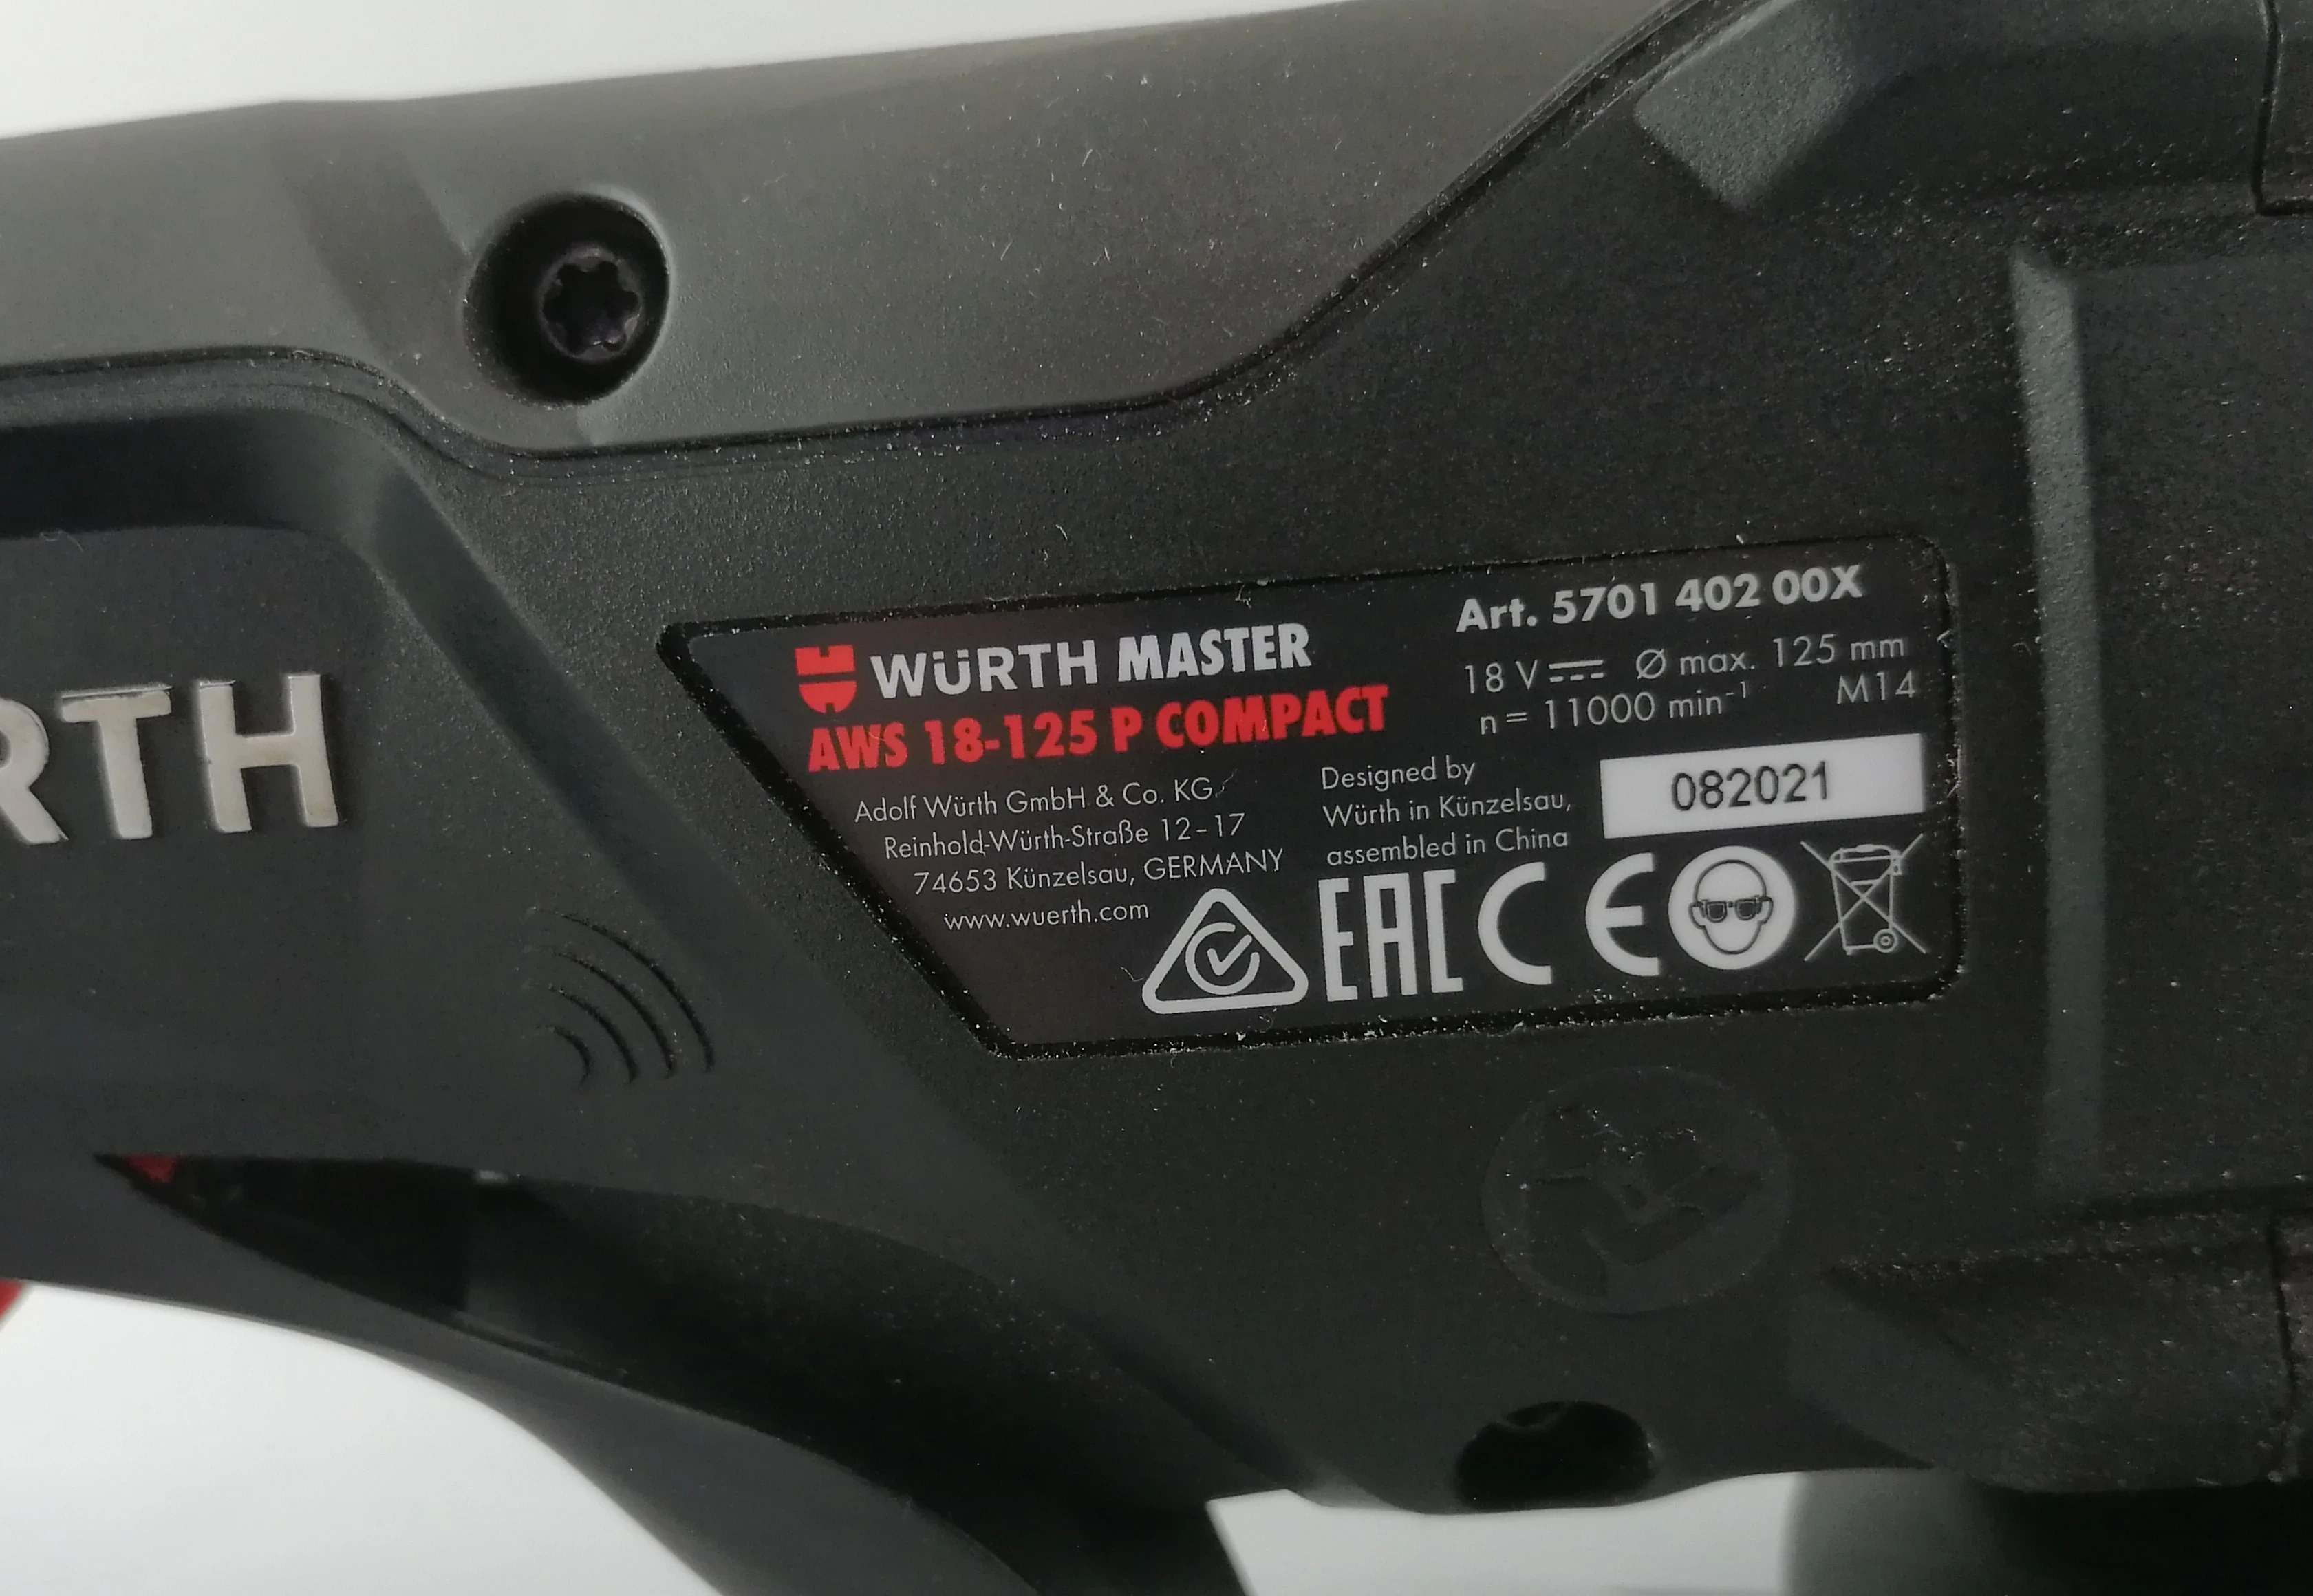 RTH
WÜRTH MASTER
AWS 18-125 P COMPACT
Adolf Würth GmbH & Co. KG
Reinhold-Würth-Straße 12-17
74653 Künzelsau, GERMANY
www.wuerth.com
Art. 5701 402 00X
18 V Ø max. 125 mm
n = 11000 min⁻¹ M14
Designed by
Würth in Künzelsau,
assembled in China
082021
EAC CE